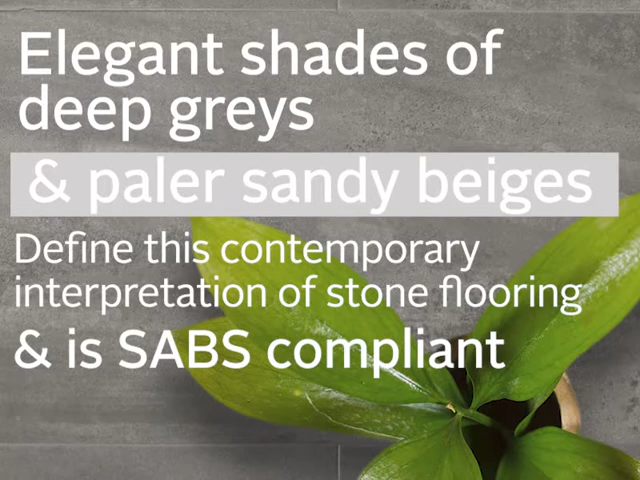 Elegant shades of
deep greys
& paler sandy beiges
Define this contemporary
interpretation of stone flooring
& is SABS compliant